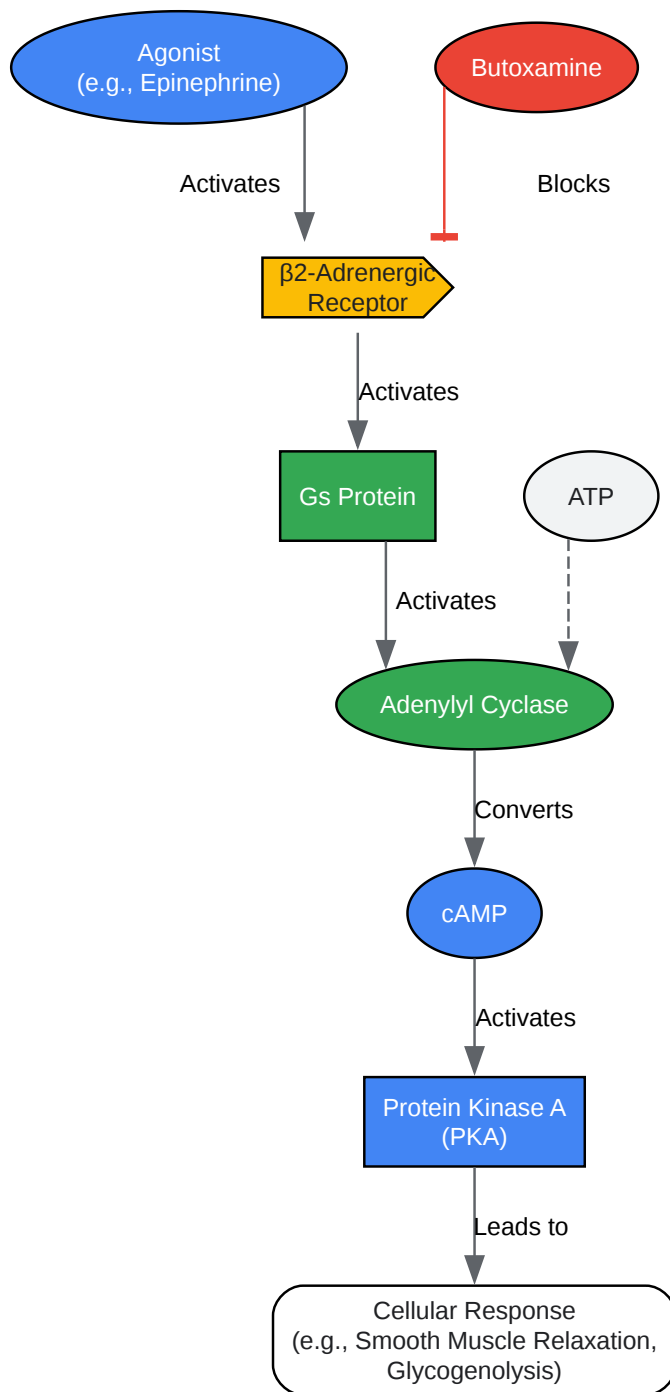 Agonist
(e.g., Epinephrine)
Butoxamine
Activates
Blocks
β2-Adrenergic
Receptor
Activates
Gs Protein
ATP
Activates
Adenylyl Cyclase
Converts
cAMP
Activates
Protein Kinase A
(PKA)
Leads to
Cellular Response
(e.g., Smooth Muscle Relaxation,
Glycogenolysis)